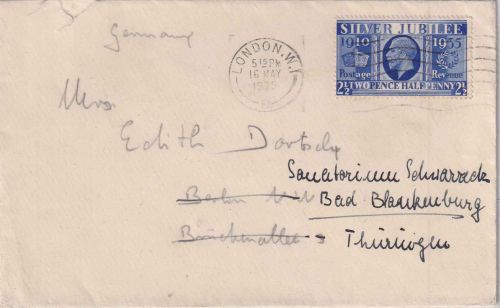 Germany
SILVER JUBILEE
1910 1935
Postage Revenue
2½ TWO PENCE HALFPENNY 2½
LONDON. W.1
5 15 PM
16 MAY
1935
Mrs
Edith
Sanatorium Schwarzeck
Berlin NW Bad Blankenburg
Thüringen